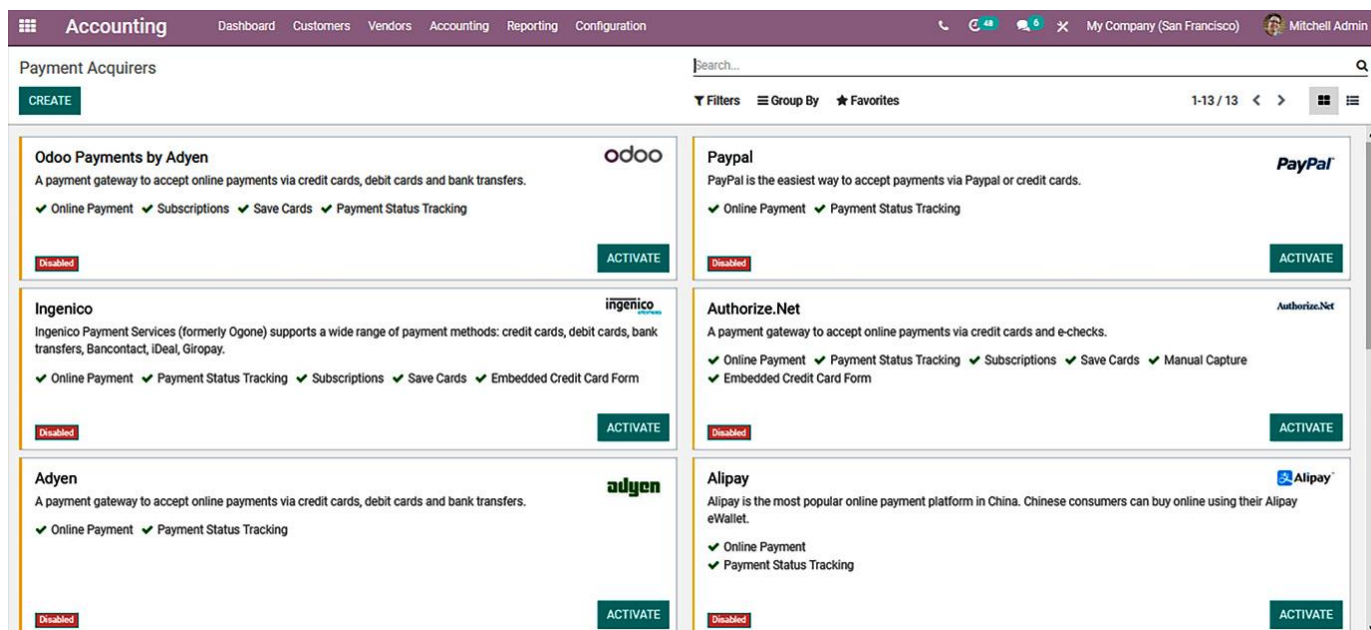 Accounting Dashboard Customers Vendors Accounting Reporting Configuration 48 6 My Company (San Francisco) Mitchell Admin
Payment Acquirers Search...
CREATE Filters Group By Favorites 1-13 / 13
Odoo Payments by Adyen odoo
A payment gateway to accept online payments via credit cards, debit cards and bank transfers.
Online Payment Subscriptions Save Cards Payment Status Tracking
Disabled ACTIVATE
Paypal PayPal
PayPal is the easiest way to accept payments via Paypal or credit cards.
Online Payment Payment Status Tracking
Disabled ACTIVATE
Ingenico ingenico
Ingenico Payment Services (formerly Ogone) supports a wide range of payment methods: credit cards, debit cards, bank
transfers, Bancontact, iDeal, Giropay.
Online Payment Payment Status Tracking Subscriptions Save Cards Embedded Credit Card Form
Disabled ACTIVATE
Authorize.Net Authorize.Net
A payment gateway to accept online payments via credit cards and e-checks.
Online Payment Payment Status Tracking Subscriptions Save Cards Manual Capture
Embedded Credit Card Form
Disabled ACTIVATE
Adyen adyen
A payment gateway to accept online payments via credit cards, debit cards and bank transfers.
Online Payment Payment Status Tracking
Disabled ACTIVATE
Alipay Alipay
Alipay is the most popular online payment platform in China. Chinese consumers can buy online using their Alipay
eWallet.
Online Payment
Payment Status Tracking
Disabled ACTIVATE